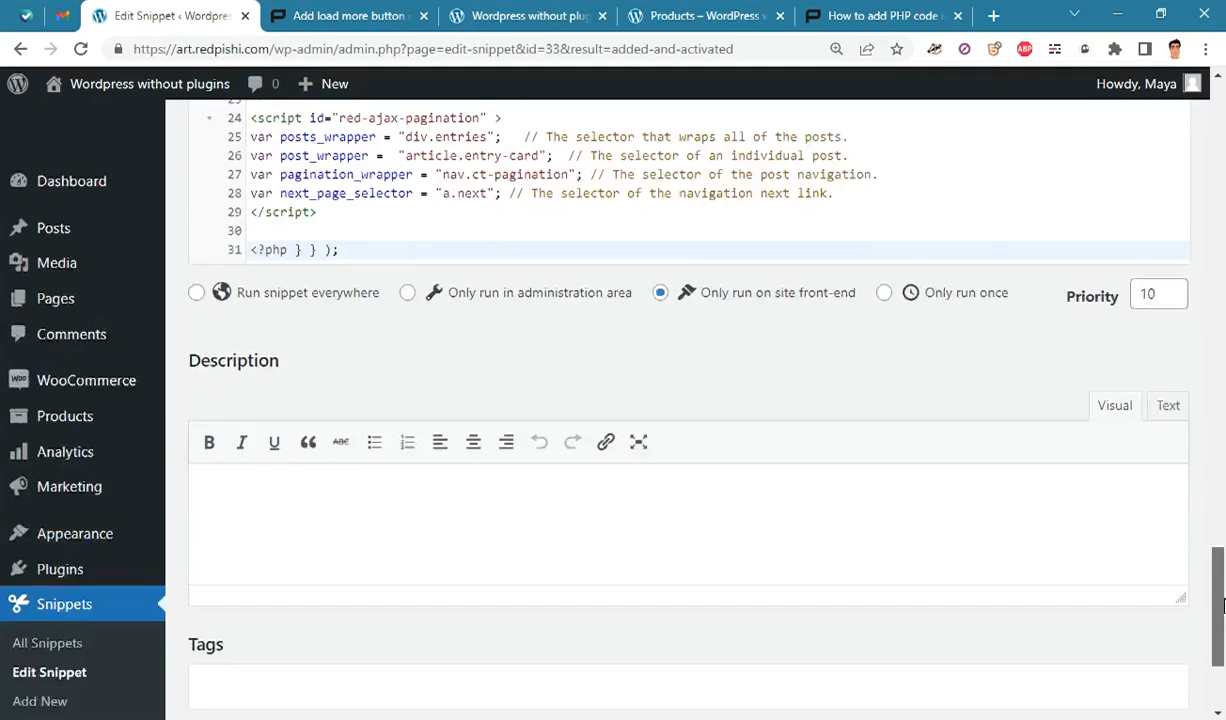 Edit Snippet ‹ Wordpres
Add load more button
Wordpress without plug
Products – WordPress w
How to add PHP code
https://art.redpishi.com/wp-admin/admin.php?page=edit-snippet&id=33&result=added-and-activated
ABP
Wordpress without plugins
0
New
Howdy, Maya
Dashboard
Posts
Media
Pages
Comments
WooCommerce
Products
Analytics
Marketing
Appearance
Plugins
Snippets
All Snippets
Edit Snippet
Add New
23
24 <script id="red-ajax-pagination" >
25 var posts_wrapper = "div.entries";   // The selector that wraps all of the posts.
26 var post_wrapper =  "article.entry-card";  // The selector of an individual post.
27 var pagination_wrapper = "nav.ct-pagination"; // The selector of the post navigation.
28 var next_page_selector = "a.next"; // The selector of the navigation next link.
29 </script>
30
31 <?php } } );
Run snippet everywhere
Only run in administration area
Only run on site front-end
Only run once
Priority
10
Description
Visual
Text
B I U ABC
Tags